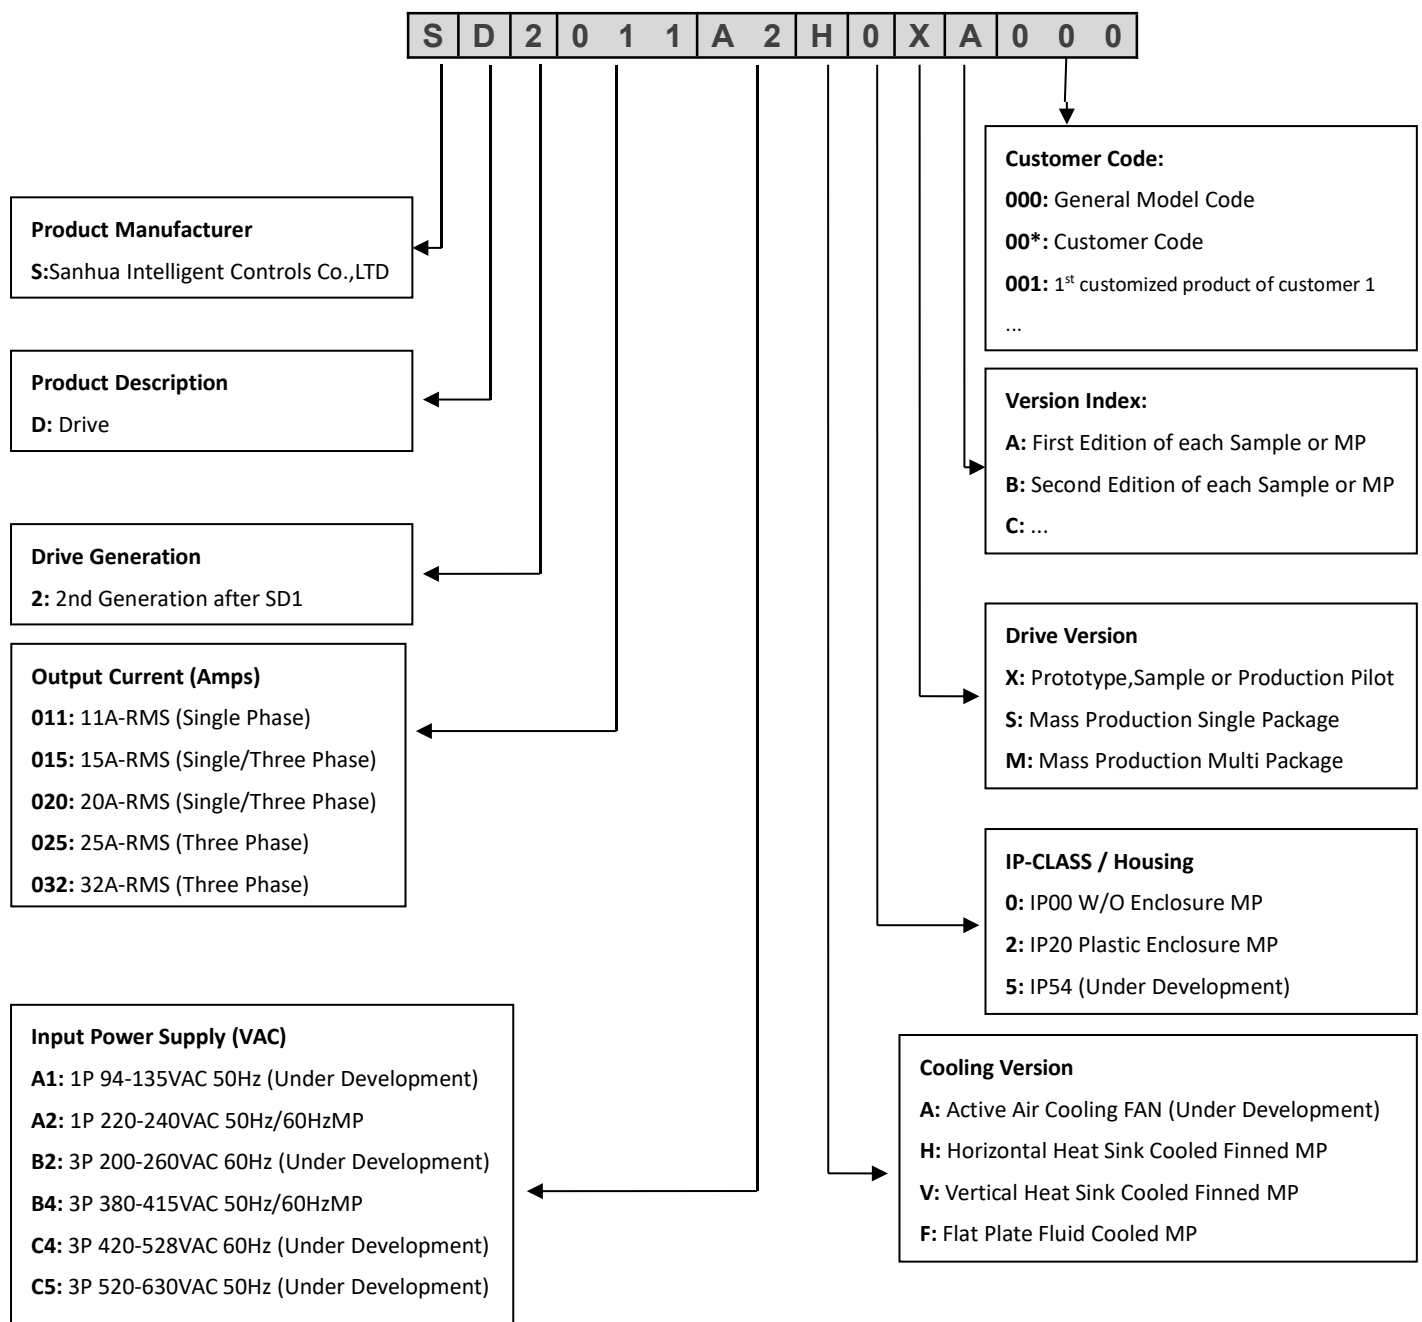 S D 2 0 1 1 A 2 H 0 X A 0 0 0
Product Manufacturer
S:Sanhua Intelligent Controls Co.,LTD
Product Description
D: Drive
Drive Generation
2: 2nd Generation after SD1
Output Current (Amps)
011: 11A-RMS (Single Phase)
015: 15A-RMS (Single/Three Phase)
020: 20A-RMS (Single/Three Phase)
025: 25A-RMS (Three Phase)
032: 32A-RMS (Three Phase)
Input Power Supply (VAC)
A1: 1P 94-135VAC 50Hz (Under Development)
A2: 1P 220-240VAC 50Hz/60HzMP
B2: 3P 200-260VAC 60Hz (Under Development)
B4: 3P 380-415VAC 50Hz/60HzMP
C4: 3P 420-528VAC 60Hz (Under Development)
C5: 3P 520-630VAC 50Hz (Under Development)
Customer Code:
000: General Model Code
00*: Customer Code
001: 1st customized product of customer 1
...
Version Index:
A: First Edition of each Sample or MP
B: Second Edition of each Sample or MP
C: ...
Drive Version
X: Prototype,Sample or Production Pilot
S: Mass Production Single Package
M: Mass Production Multi Package
IP-CLASS / Housing
0: IP00 W/O Enclosure MP
2: IP20 Plastic Enclosure MP
5: IP54 (Under Development)
Cooling Version
A: Active Air Cooling FAN (Under Development)
H: Horizontal Heat Sink Cooled Finned MP
V: Vertical Heat Sink Cooled Finned MP
F: Flat Plate Fluid Cooled MP